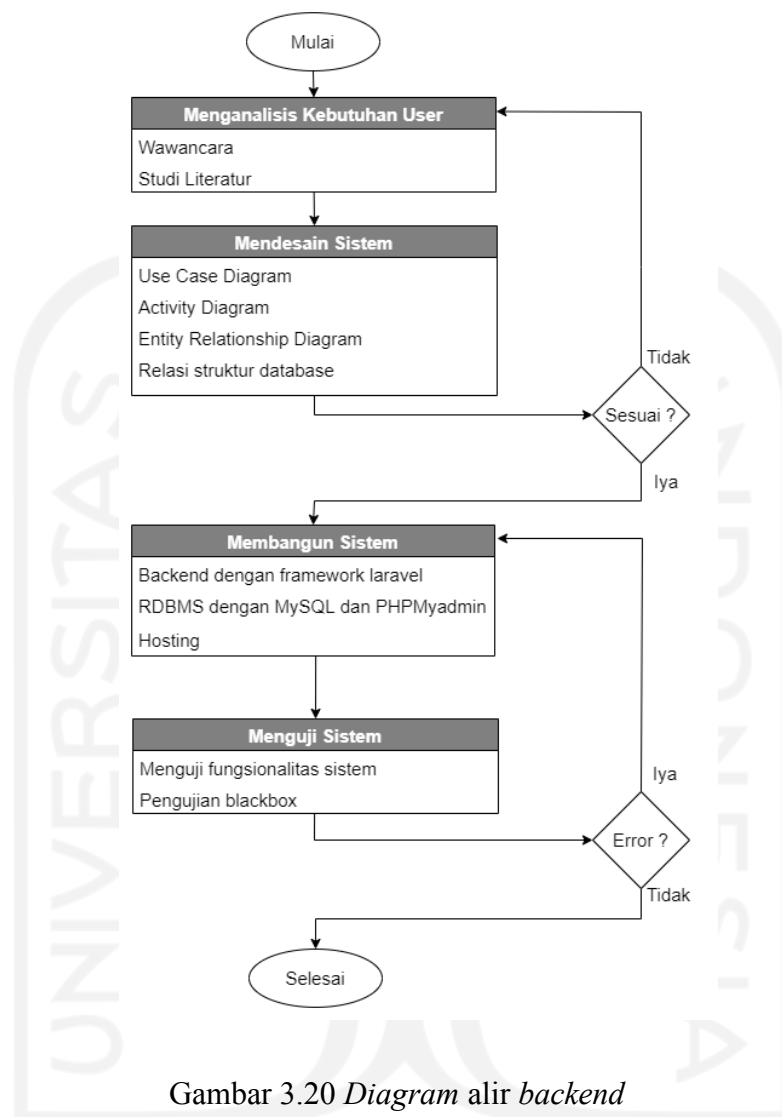 Mulai
Menganalisis Kebutuhan User
Wawancara
Studi Literatur
Mendesain Sistem
Use Case Diagram
Activity Diagram
Entity Relationship Diagram
Relasi struktur database
Tidak
Sesuai ?
Iya
Membangun Sistem
Backend dengan framework laravel
RDBMS dengan MySQL dan PHPMyadmin
Hosting
Menguji Sistem
Menguji fungsionalitas sistem
Pengujian blackbox
Iya
Error ?
Tidak
Selesai
UNIVERSITAS
INDONESIA
Gambar 3.20 Diagram alir backend